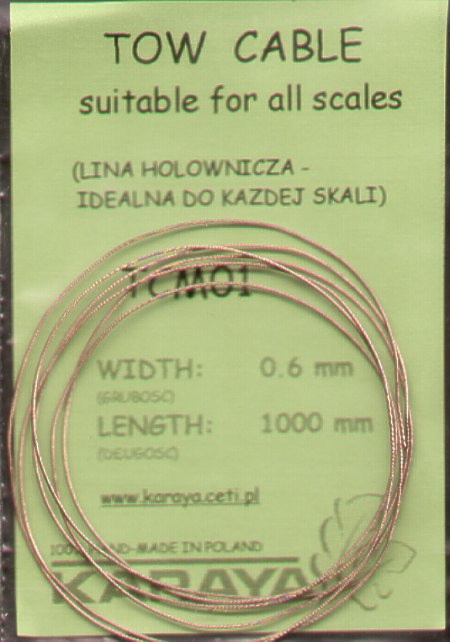 TOW CABLE
suitable for all scales
(LINA HOLOWNICZA -
IDEALNA DO KAZDEJ SKALI)
TCM01
WIDTH: 0.6 mm
(GRUBOSC)
LENGTH: 1000 mm
(DŁUGOSC)
www.karaya.ceti.pl
100% HAND-MADE IN POLAND
KARAYA